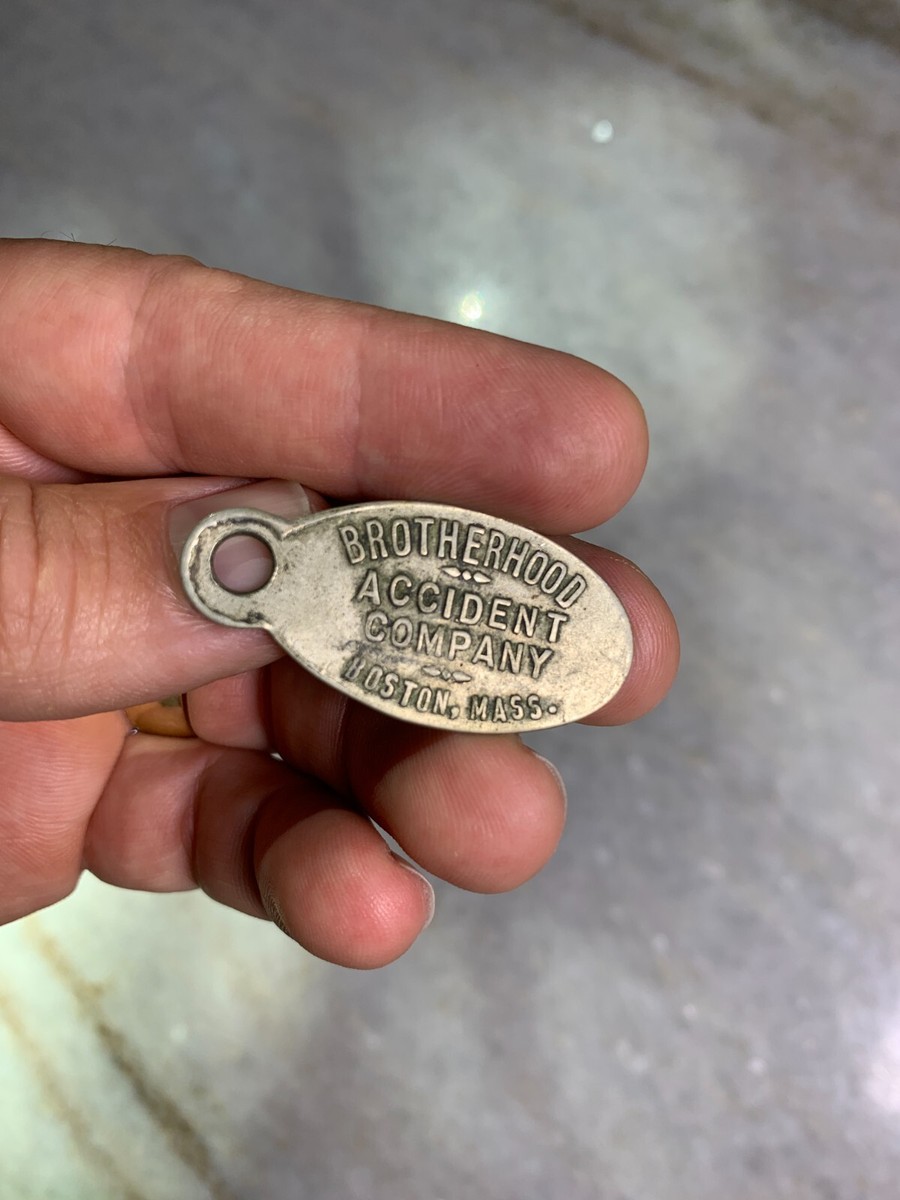 BROTHERHOOD
ACCIDENT
COMPANY
BOSTON, MASS.